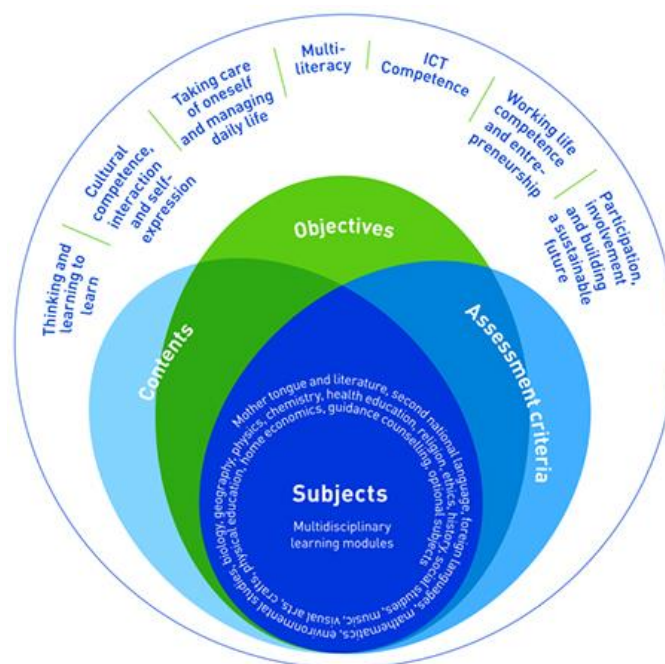 Thinking and
learning to
learn
Cultural
competence,
interaction
and self-
expression
Taking care
of oneself
and managing
daily life
Multi-
literacy
ICT
Competence
Working life
competence
and entre-
preneurship
Participation,
involvement
and building
a sustainable
future
Objectives
Contents
Assessment criteria
Mother tongue and literature, second national language, foreign languages, mathematics, environmental studies, biology, geography, physics, chemistry, health education, religion, ethics, history, social studies, music, visual arts, crafts, physical education, home economics, guidance counselling, optional subjects
Subjects
Multidisciplinary
learning modules